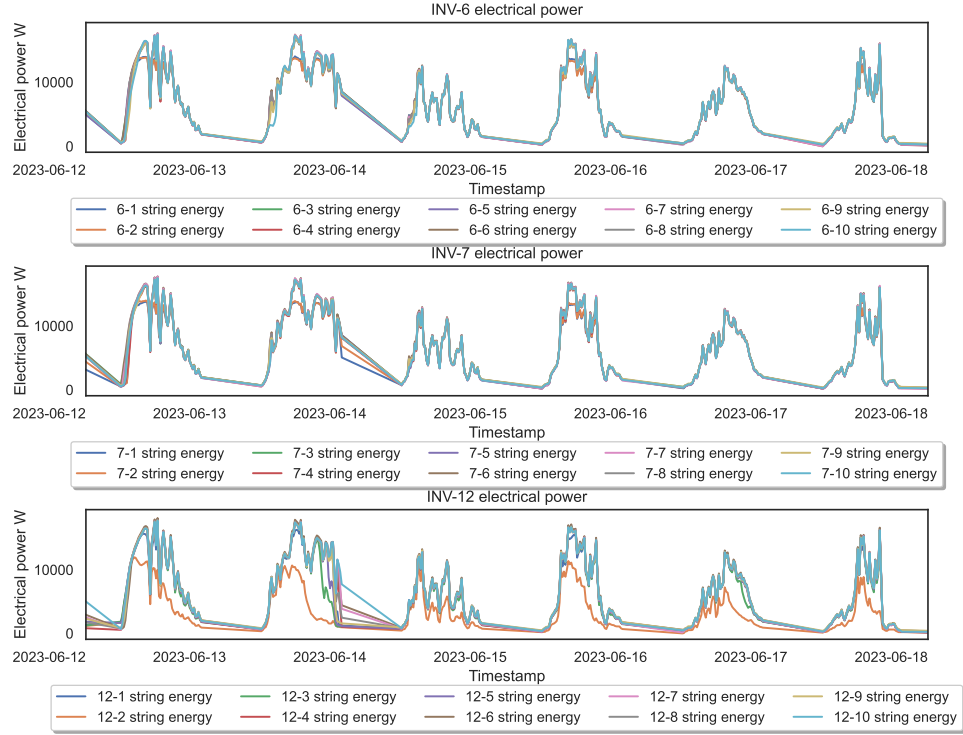 INV-6 electrical power
Electrical power W
10000
0
2023-06-12 2023-06-13 2023-06-14 2023-06-15 2023-06-16 2023-06-17 2023-06-18
Timestamp
6-1 string energy 6-3 string energy 6-5 string energy 6-7 string energy 6-9 string energy
6-2 string energy 6-4 string energy 6-6 string energy 6-8 string energy 6-10 string energy
INV-7 electrical power
Electrical power W
10000
0
2023-06-12 2023-06-13 2023-06-14 2023-06-15 2023-06-16 2023-06-17 2023-06-18
Timestamp
7-1 string energy 7-3 string energy 7-5 string energy 7-7 string energy 7-9 string energy
7-2 string energy 7-4 string energy 7-6 string energy 7-8 string energy 7-10 string energy
INV-12 electrical power
Electrical power W
10000
0
2023-06-12 2023-06-13 2023-06-14 2023-06-15 2023-06-16 2023-06-17 2023-06-18
Timestamp
12-1 string energy 12-3 string energy 12-5 string energy 12-7 string energy 12-9 string energy
12-2 string energy 12-4 string energy 12-6 string energy 12-8 string energy 12-10 string energy